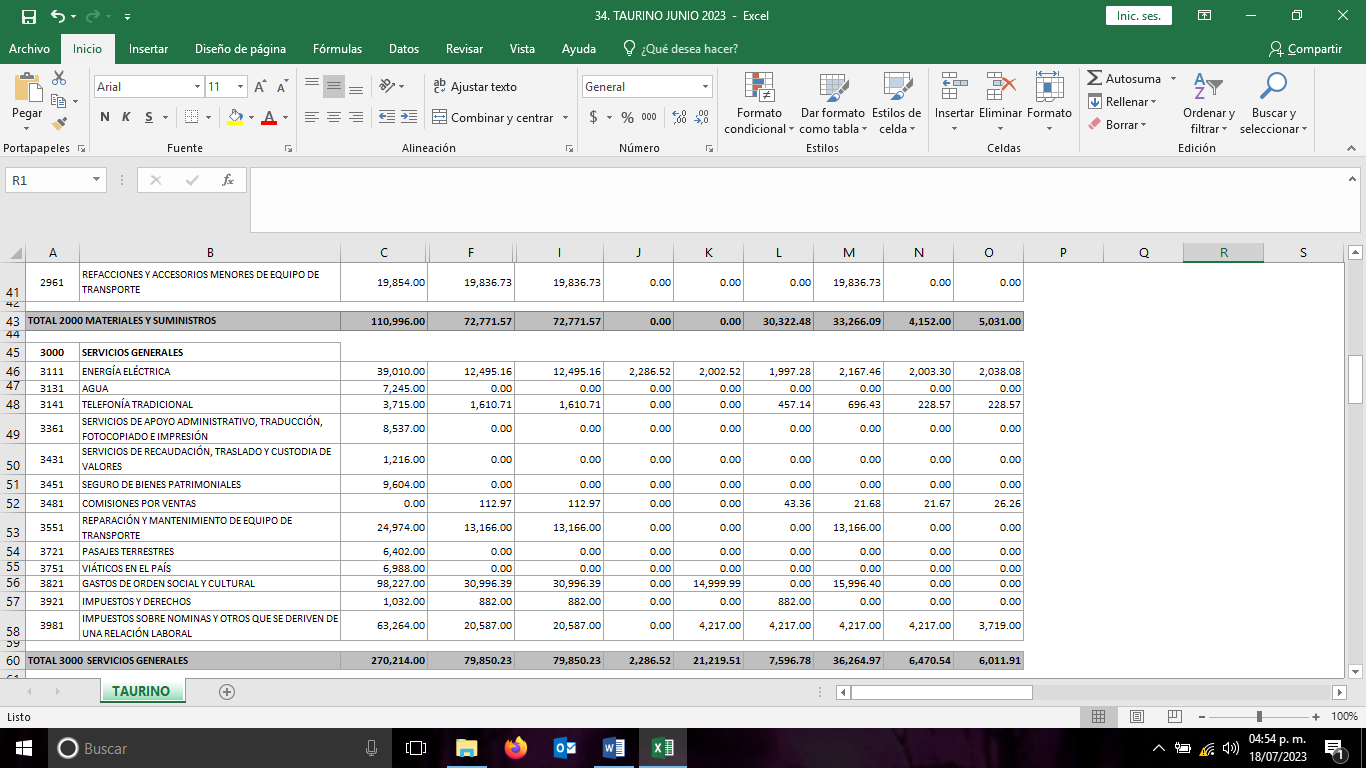 34. TAURINO JUNIO 2023 - Excel
Inic. ses.
Archivo Inicio Insertar Diseño de página Fórmulas Datos Revisar Vista Ayuda ¿Qué desea hacer? Compartir
Pegar
Arial 11
N K S
Ajustar texto
Combinar y centrar
General
$ % 000
Formato condicional
Dar formato como tabla
Estilos de celda
Insertar Eliminar Formato
Autosuma
Rellenar
Borrar
Ordenar y filtrar
Buscar y seleccionar
Portapapeles Fuente Alineación Número Estilos Celdas Edición
R1 fx
A B C F I J K L M N O P Q R S
41 2961 REFACCIONES Y ACCESORIOS MENORES DE EQUIPO DE TRANSPORTE 19,854.00 19,836.73 19,836.73 0.00 0.00 0.00 19,836.73 0.00 0.00
42
43 TOTAL 2000 MATERIALES Y SUMINISTROS 110,996.00 72,771.57 72,771.57 0.00 0.00 30,322.48 33,266.09 4,152.00 5,031.00
44
45 3000 SERVICIOS GENERALES
46 3111 ENERGÍA ELÉCTRICA 39,010.00 12,495.16 12,495.16 2,286.52 2,002.52 1,997.28 2,167.46 2,003.30 2,038.08
47 3131 AGUA 7,245.00 0.00 0.00 0.00 0.00 0.00 0.00 0.00 0.00
48 3141 TELEFONÍA TRADICIONAL 3,715.00 1,610.71 1,610.71 0.00 0.00 457.14 696.43 228.57 228.57
49 3361 SERVICIOS DE APOYO ADMINISTRATIVO, TRADUCCIÓN, FOTOCOPIADO E IMPRESIÓN 8,537.00 0.00 0.00 0.00 0.00 0.00 0.00 0.00 0.00
50 3431 SERVICIOS DE RECAUDACIÓN, TRASLADO Y CUSTODIA DE VALORES 1,216.00 0.00 0.00 0.00 0.00 0.00 0.00 0.00 0.00
51 3451 SEGURO DE BIENES PATRIMONIALES 9,604.00 0.00 0.00 0.00 0.00 0.00 0.00 0.00 0.00
52 3481 COMISIONES POR VENTAS 0.00 112.97 112.97 0.00 0.00 43.36 21.68 21.67 26.26
53 3551 REPARACIÓN Y MANTENIMIENTO DE EQUIPO DE TRANSPORTE 24,974.00 13,166.00 13,166.00 0.00 0.00 0.00 13,166.00 0.00 0.00
54 3721 PASAJES TERRESTRES 6,402.00 0.00 0.00 0.00 0.00 0.00 0.00 0.00 0.00
55 3751 VIÁTICOS EN EL PAÍS 6,988.00 0.00 0.00 0.00 0.00 0.00 0.00 0.00 0.00
56 3821 GASTOS DE ORDEN SOCIAL Y CULTURAL 98,227.00 30,996.39 30,996.39 0.00 14,999.99 0.00 15,996.40 0.00 0.00
57 3921 IMPUESTOS Y DERECHOS 1,032.00 882.00 882.00 0.00 0.00 882.00 0.00 0.00 0.00
58 3981 IMPUESTOS SOBRE NOMINAS Y OTROS QUE SE DERIVEN DE UNA RELACIÓN LABORAL 63,264.00 20,587.00 20,587.00 0.00 4,217.00 4,217.00 4,217.00 4,217.00 3,719.00
59
60 TOTAL 3000 SERVICIOS GENERALES 270,214.00 79,850.23 79,850.23 2,286.52 21,219.51 7,596.78 36,264.97 6,470.54 6,011.91
TAURINO
Listo 100%
Buscar
04:54 p. m.
18/07/2023
1